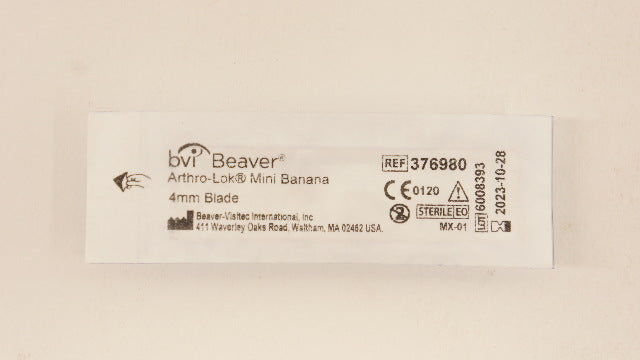 bvi Beaver®
Arthro-Lok® Mini Banana
4mm Blade
Beaver-Visitec International, Inc
411 Waverley Oaks Road, Waltham, MA 02452 USA.
REF 376980
CE 0120
2
STERILE EO
MX-01
LOT 6008393
2023-10-28